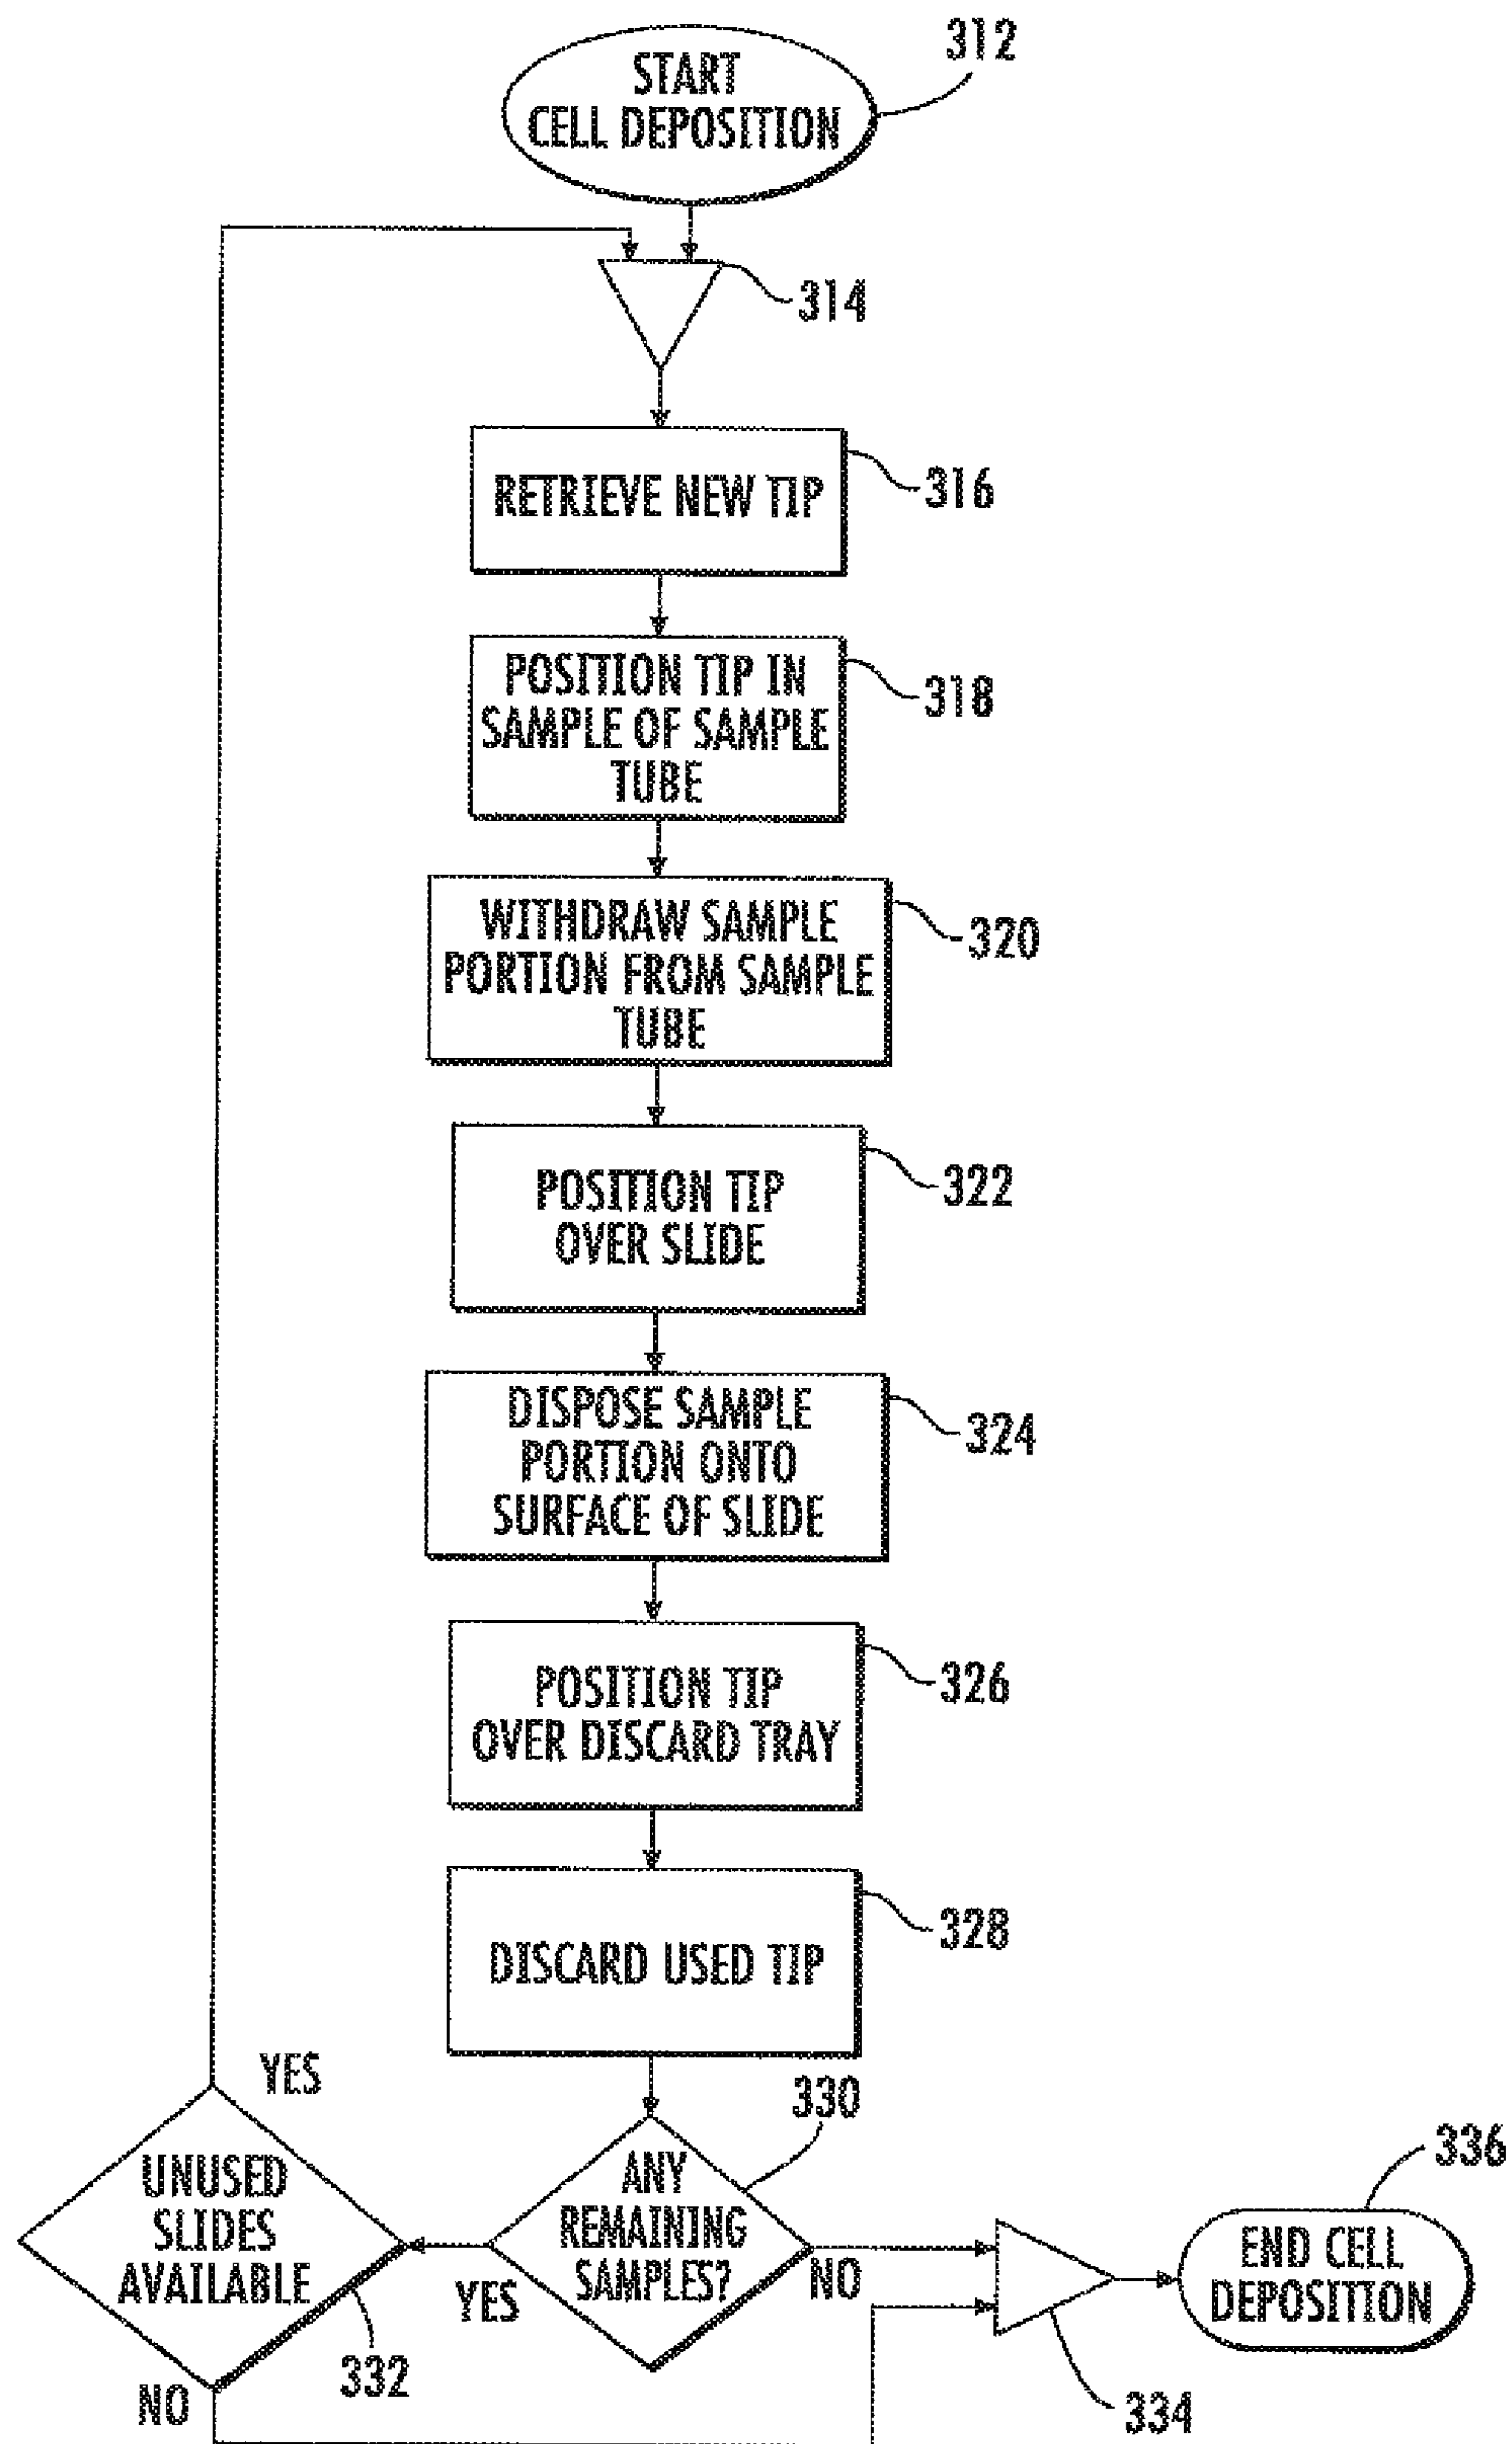 START
CELL DEPOSITION
312
314
RETRIEVE NEW TIP
316
POSITION TIP IN
SAMPLE OF SAMPLE
TUBE
318
WITHDRAW SAMPLE
PORTION FROM SAMPLE
TUBE
320
POSITION TIP
OVER SLIDE
322
DISPOSE SAMPLE
PORTION ONTO
SURFACE OF SLIDE
324
POSITION TIP
OVER DISCARD TRAY
326
DISCARD USED TIP
328
330
ANY
REMAINING
SAMPLES?
YES
NO
YES
UNUSED
SLIDES
AVAILABLE
332
NO
334
336
END CELL
DEPOSITION